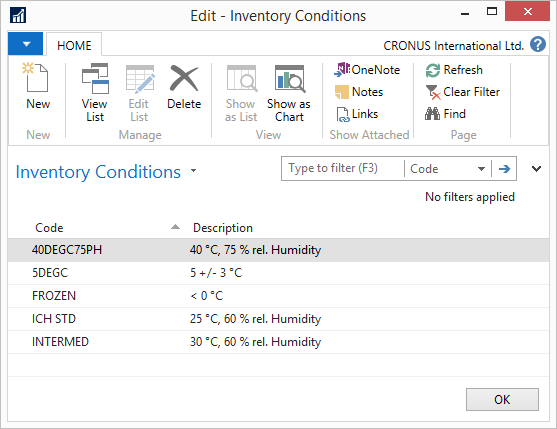 Edit - Inventory Conditions
HOME
CRONUS International Ltd.
New
View List
Edit List
Delete
Show as List
Show as Chart
OneNote
Notes
Links
Refresh
Clear Filter
Find
New
Manage
View
Show Attached
Page
Inventory Conditions
Type to filter (F3)
Code
No filters applied
Code Description
40DEGC75PH 40 °C, 75 % rel. Humidity
5DEGC 5 +/- 3 °C
FROZEN < 0 °C
ICH STD 25 °C, 60 % rel. Humidity
INTERMED 30 °C, 60 % rel. Humidity
OK